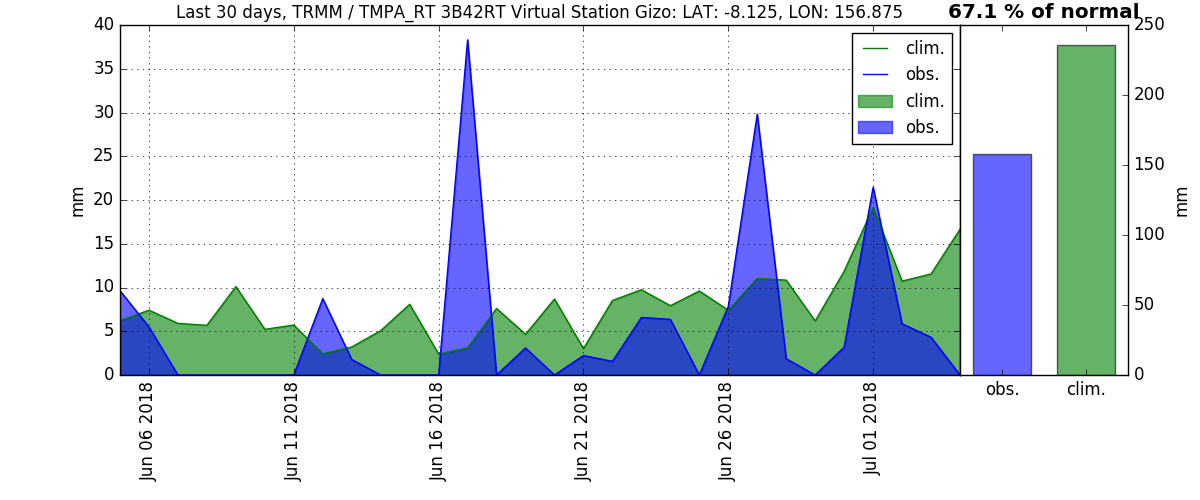 Last 30 days, TRMM / TMPA_RT 3B42RT Virtual Station Gizo: LAT: -8.125, LON: 156.875
67.1 % of normal
40
35
30
25
20
15
10
5
0
mm
clim.
obs.
clim.
obs.
Jun 06 2018
Jun 11 2018
Jun 16 2018
Jun 21 2018
Jun 26 2018
Jul 01 2018
250
200
150
100
50
0
mm
obs.
clim.